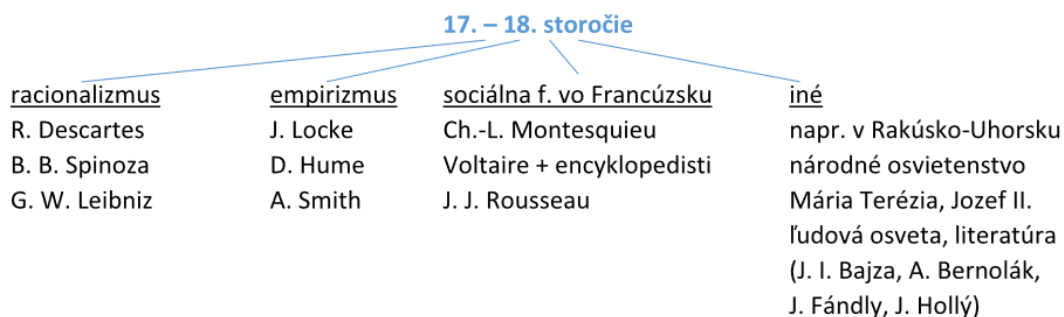 17. – 18. storočie
racionalizmus
R. Descartes
B. B. Spinoza
G. W. Leibniz
empirizmus
J. Locke
D. Hume
A. Smith
sociálna f. vo Francúzsku
Ch.-L. Montesquieu
Voltaire + encyklopedisti
J. J. Rousseau
iné
napr. v Rakúsko-Uhorsku
národné osvietenstvo
Mária Terézia, Jozef II.
ľudová osveta, literatúra
(J. I. Bajza, A. Bernolák,
J. Fándly, J. Hollý)